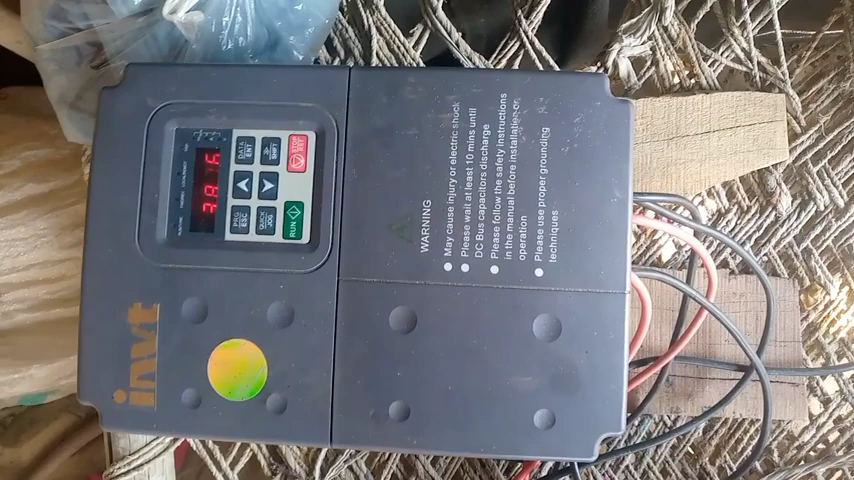 invt
DATA
ENT
SHIFT
STOP
RST
PRG
ESC
QUICK
JOG
RUN
WARNING
May cause injury or electric shock
Please wait at least 10 mins until
DC Bus capacitors discharge
Please follow the safety instructions
in the manual before installation or
operation
Please use proper grounding
techniques